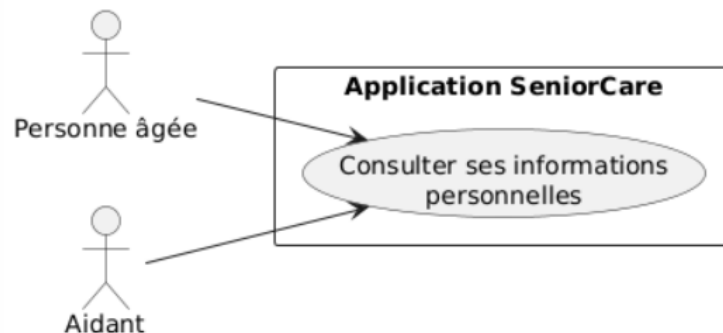 Application SeniorCare
Personne âgée
Consulter ses informations
personnelles
Aidant